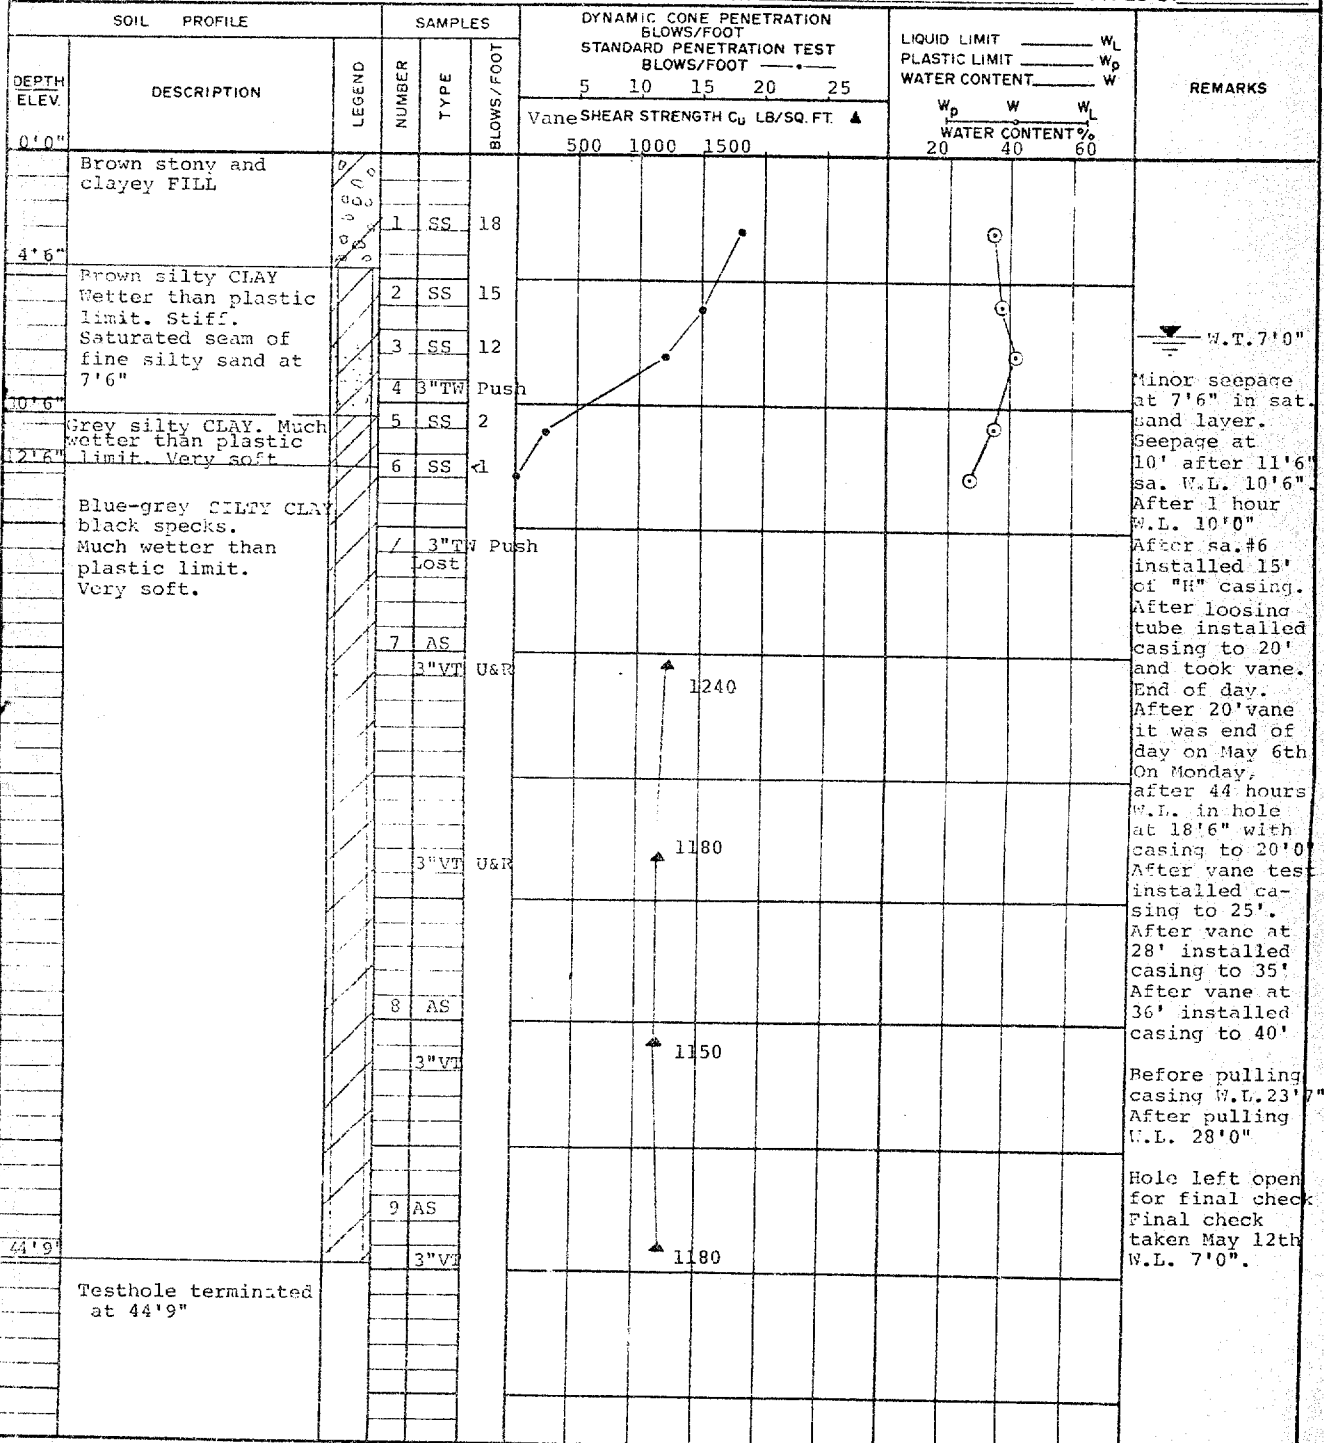 SOIL PROFILE
SAMPLES
DYNAMIC CONE PENETRATION
BLOWS/FOOT
STANDARD PENETRATION TEST
BLOWS/FOOT
5 10 15 20 25
Vane SHEAR STRENGTH Cu LB/SQ. FT. ▲
500 1000 1500
LIQUID LIMIT WL
PLASTIC LIMIT Wp
WATER CONTENT W
Wp W WL
WATER CONTENT %
20 40 60
REMARKS
DEPTH
ELEV.
DESCRIPTION
LEGEND
NUMBER
TYPE
BLOWS/FOOT
0'0"
Brown stony and
clayey FILL
1 SS 18
4'6"
Brown silty CLAY
Wetter than plastic
limit. Stiff.
Saturated seam of
fine silty sand at
7'6"
2 SS 15
3 SS 12
4 3"TW Push
10'6"
Grey silty CLAY. Much
wetter than plastic
limit. Very soft
5 SS 2
12'6"
6 SS <1
Blue-grey SILTY CLAY
black specks.
Much wetter than
plastic limit.
Very soft.
/ 3"TW Push
Lost
7 AS
3"VT U&R
1240
3"VT U&R
1180
8 AS
3"VT
1150
9 AS
44'9"
3"VT
1180
Testhole terminated
at 44'9"
W.T. 7'0"
Minor seepage
at 7'6" in sat.
sand layer.
Seepage at
10' after 11'6"
sa. W.L. 10'6".
After 1 hour
W.L. 10'0"
After sa.#6
installed 15'
of "H" casing.
After loosing
tube installed
casing to 20'
and took vane.
End of day.
After 20'vane
it was end of
day on May 6th
On Monday,
after 44 hours
W.L. in hole
at 18'6" with
casing to 20'0"
After vane test
installed ca-
sing to 25'.
After vane at
28' installed
casing to 35'
After vane at
36' installed
casing to 40'
Before pulling
casing W.L.23'7"
After pulling
W.L. 28'0"
Hole left open
for final check
Final check
taken May 12th
W.L. 7'0".